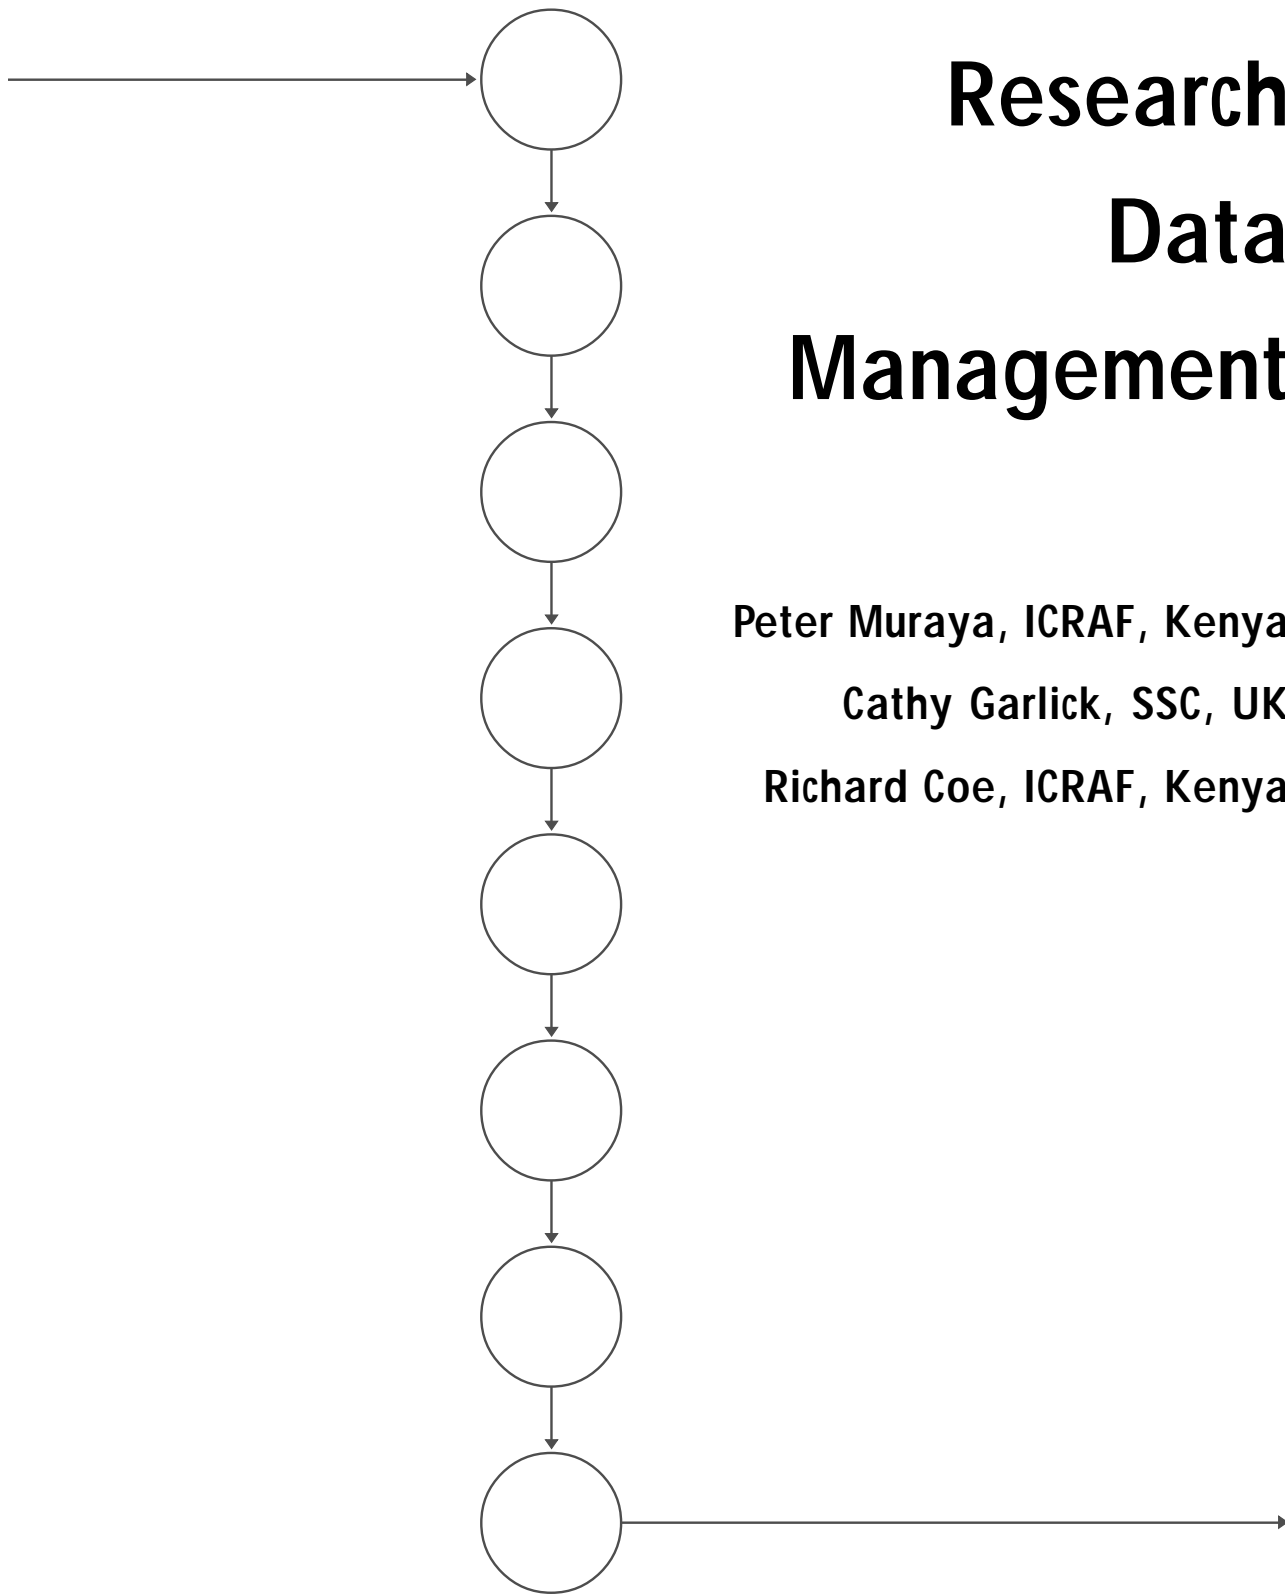 Research
Data
Management
Peter Muraya, ICRAF, Kenya
Cathy Garlick, SSC, UK
Richard Coe, ICRAF, Kenya